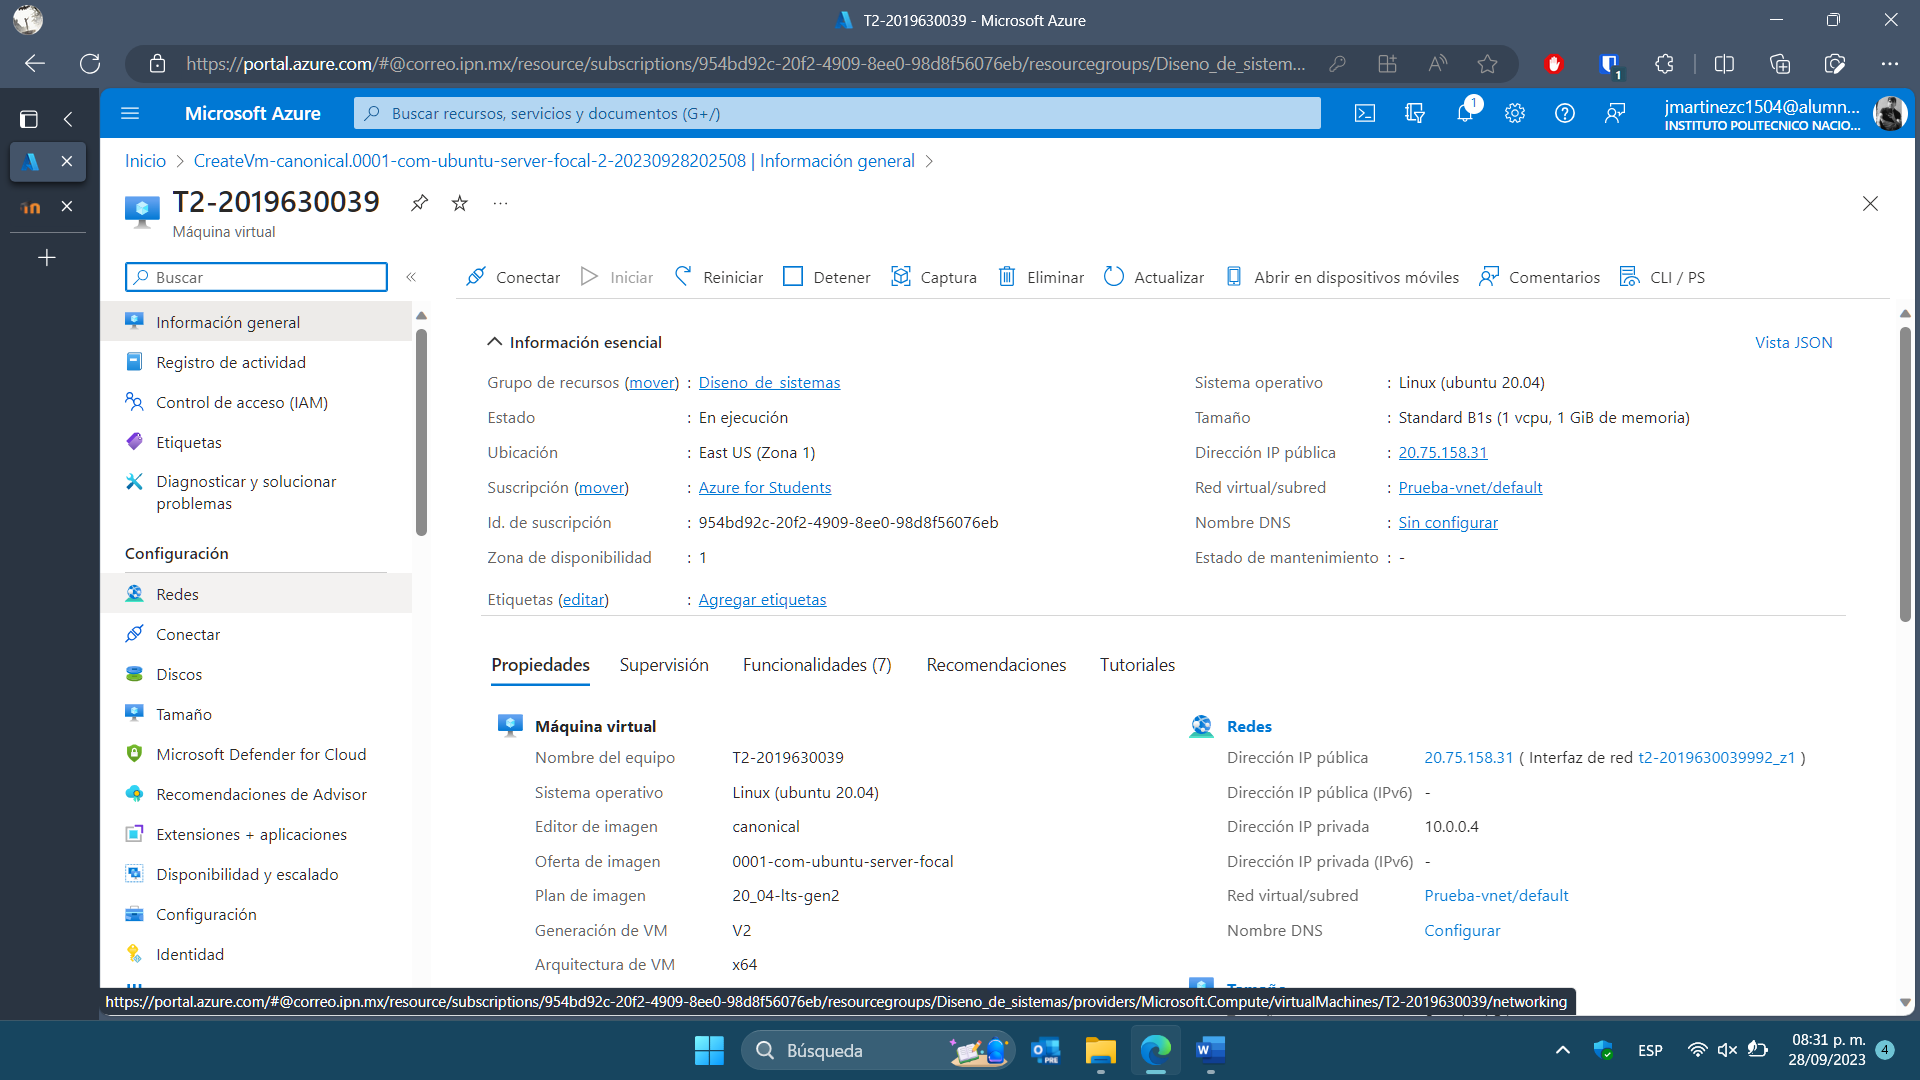 T2-2019630039 - Microsoft Azure
https://portal.azure.com/#@correo.ipn.mx/resource/subscriptions/954bd92c-20f2-4909-8ee0-98d8f56076eb/resourcegroups/Diseno_de_sistem...
1
Microsoft Azure
Buscar recursos, servicios y documentos (G+/)
1
jmartinezc1504@alumn...
INSTITUTO POLITECNICO NACIO...
Inicio > CreateVm-canonical.0001-com-ubuntu-server-focal-2-20230928202508 | Información general >
T2-2019630039
Máquina virtual
Buscar
Conectar
Iniciar
Reiniciar
Detener
Captura
Eliminar
Actualizar
Abrir en dispositivos móviles
Comentarios
CLI / PS
Información general
Registro de actividad
Control de acceso (IAM)
Etiquetas
Diagnosticar y solucionar
problemas
Configuración
Redes
Conectar
Discos
Tamaño
Microsoft Defender for Cloud
Recomendaciones de Advisor
Extensiones + aplicaciones
Disponibilidad y escalado
Configuración
Identidad
Información esencial
Vista JSON
Grupo de recursos (mover) : Diseno_de_sistemas
Estado : En ejecución
Ubicación : East US (Zona 1)
Suscripción (mover) : Azure for Students
Id. de suscripción : 954bd92c-20f2-4909-8ee0-98d8f56076eb
Zona de disponibilidad : 1
Etiquetas (editar) : Agregar etiquetas
Sistema operativo : Linux (ubuntu 20.04)
Tamaño : Standard B1s (1 vcpu, 1 GiB de memoria)
Dirección IP pública : 20.75.158.31
Red virtual/subred : Prueba-vnet/default
Nombre DNS : Sin configurar
Estado de mantenimiento : -
Propiedades
Supervisión
Funcionalidades (7)
Recomendaciones
Tutoriales
Máquina virtual
Nombre del equipo T2-2019630039
Sistema operativo Linux (ubuntu 20.04)
Editor de imagen canonical
Oferta de imagen 0001-com-ubuntu-server-focal
Plan de imagen 20_04-lts-gen2
Generación de VM V2
Arquitectura de VM x64
Redes
Dirección IP pública 20.75.158.31 ( Interfaz de red t2-2019630039992_z1 )
Dirección IP pública (IPv6) -
Dirección IP privada 10.0.0.4
Dirección IP privada (IPv6) -
Red virtual/subred Prueba-vnet/default
Nombre DNS Configurar
https://portal.azure.com/#@correo.ipn.mx/resource/subscriptions/954bd92c-20f2-4909-8ee0-98d8f56076eb/resourcegroups/Diseno_de_sistemas/providers/Microsoft.Compute/virtualMachines/T2-2019630039/networking
Búsqueda
PRE
ESP
08:31 p. m.
28/09/2023
4